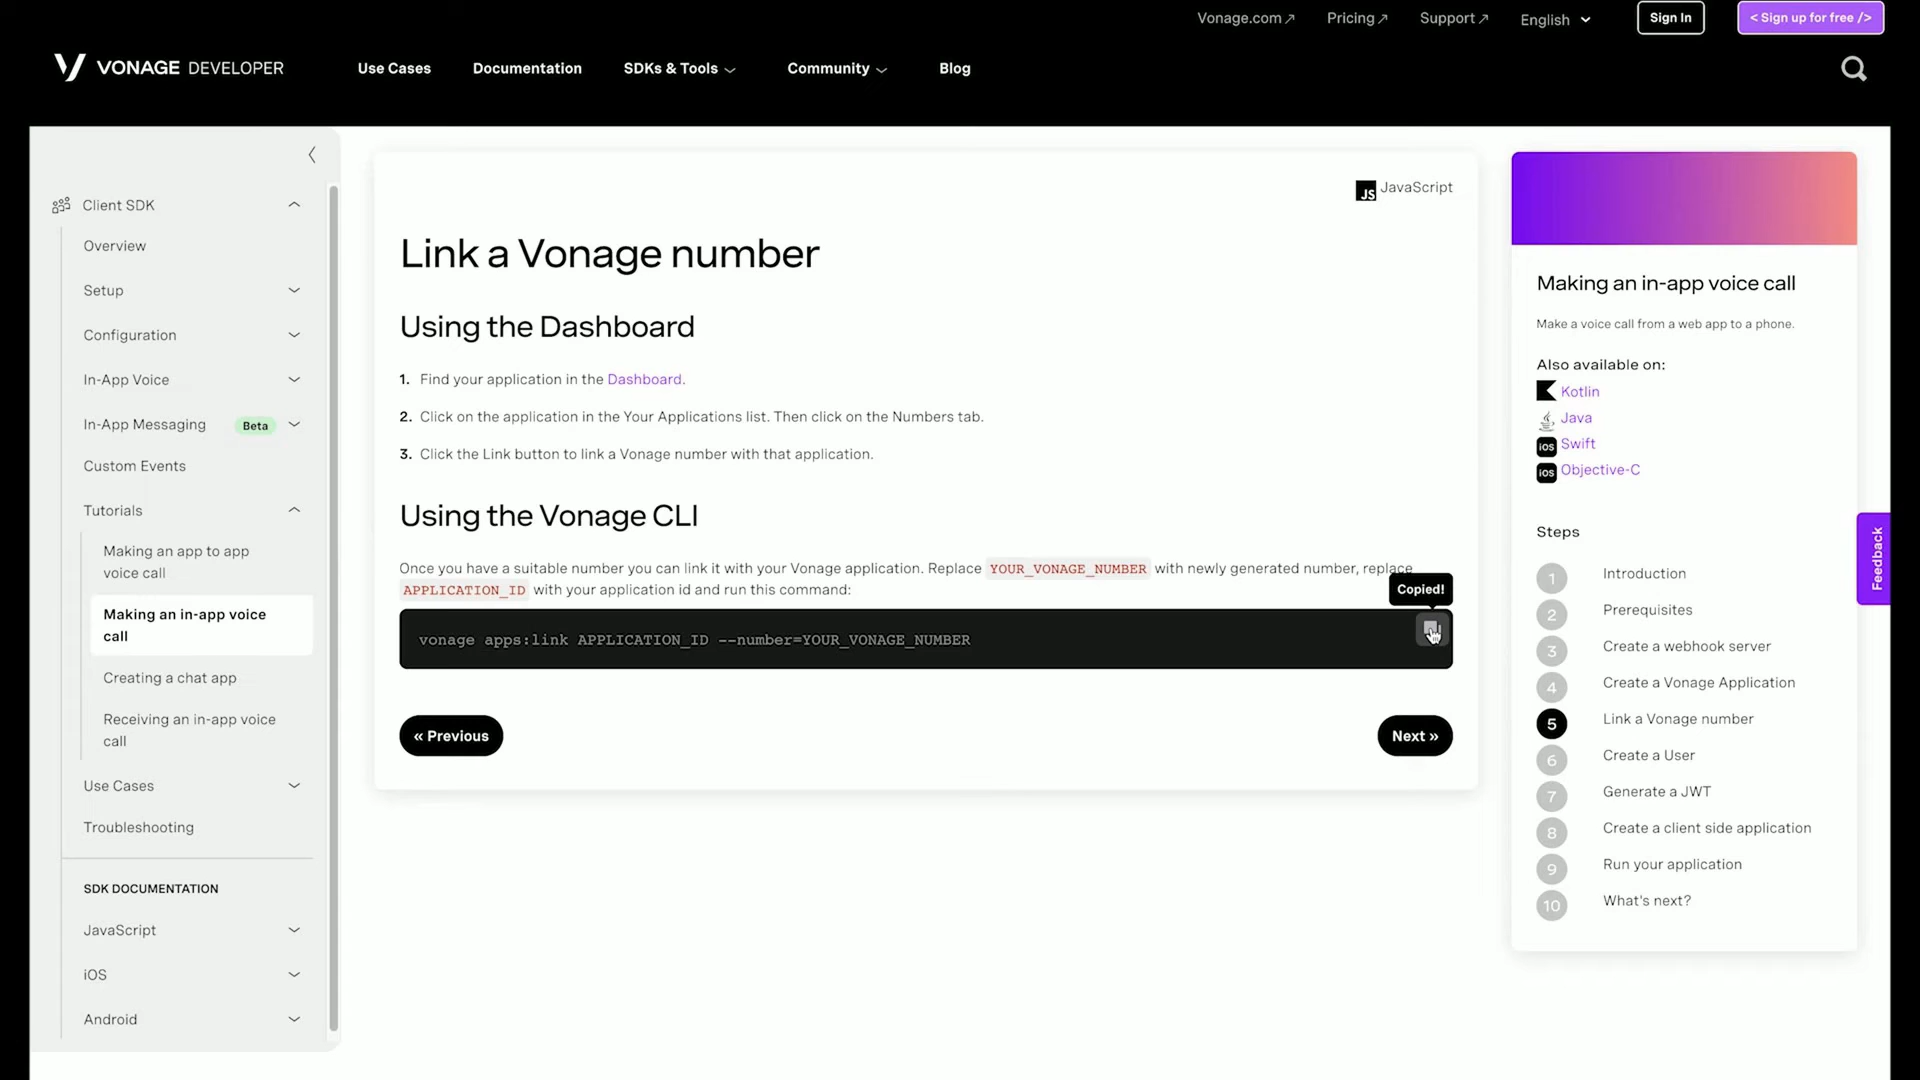 Vonage.com↗ Pricing↗ Support↗ English Sign In < Sign up for free />
VONAGE DEVELOPER Use Cases Documentation SDKs & Tools Community Blog
Client SDK
Overview
Setup
Configuration
In-App Voice
In-App Messaging Beta
Custom Events
Tutorials
Making an app to app
voice call
Making an in-app voice
call
Creating a chat app
Receiving an in-app voice
call
Use Cases
Troubleshooting
SDK DOCUMENTATION
JavaScript
iOS
Android
JS JavaScript
Link a Vonage number
Using the Dashboard
1. Find your application in the Dashboard.
2. Click on the application in the Your Applications list. Then click on the Numbers tab.
3. Click the Link button to link a Vonage number with that application.
Using the Vonage CLI
Once you have a suitable number you can link it with your Vonage application. Replace YOUR_VONAGE_NUMBER with newly generated number, replace
APPLICATION_ID with your application id and run this command:
Copied!
vonage apps:link APPLICATION_ID --number=YOUR_VONAGE_NUMBER
« Previous
Next »
Making an in-app voice call
Make a voice call from a web app to a phone.
Also available on:
Kotlin
Java
iOS Swift
iOS Objective-C
Steps
1 Introduction
2 Prerequisites
3 Create a webhook server
4 Create a Vonage Application
5 Link a Vonage number
6 Create a User
7 Generate a JWT
8 Create a client side application
9 Run your application
10 What's next?
Feedback